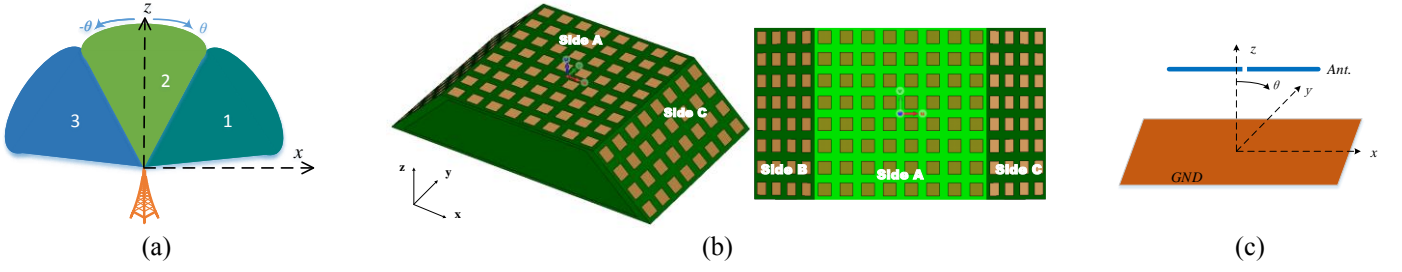 -θ
z
θ
3
2
1
x
(a)
Side A
Side C
z
y
x
Side B
Side A
Side C
(b)
z
Ant.
θ
y
x
GND
(c)